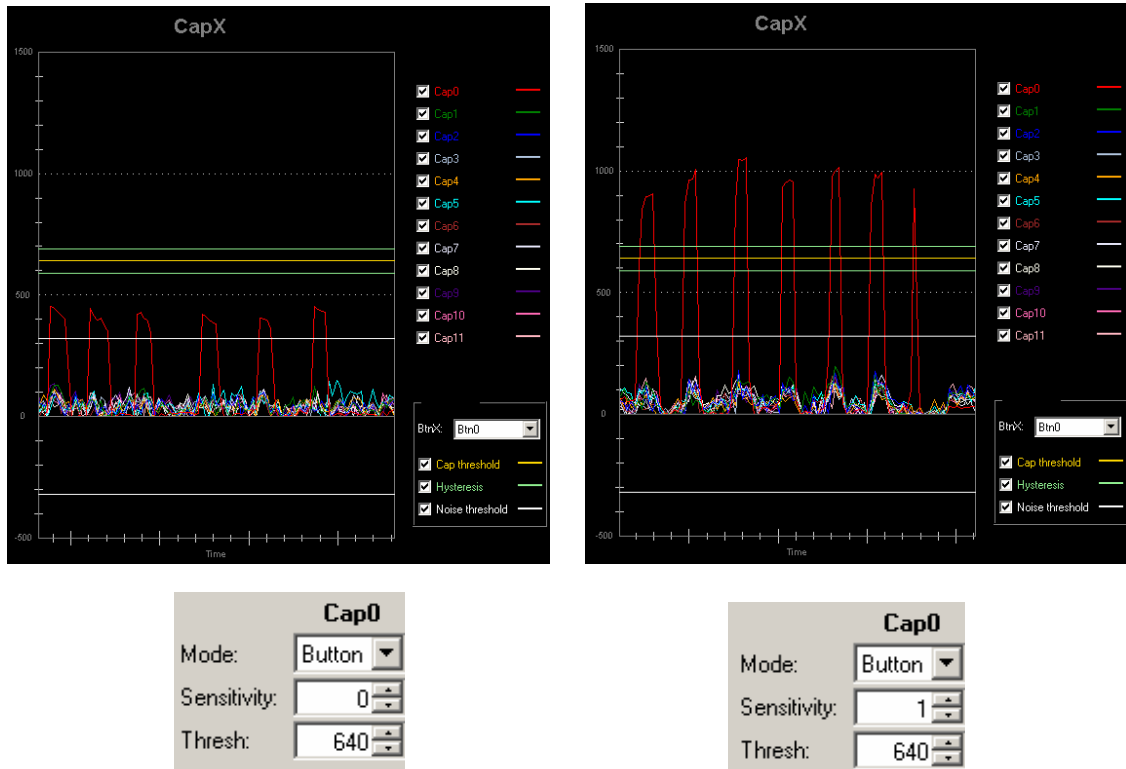 CapX
1500
1000
500
0
-500
Time
Cap0
Cap1
Cap2
Cap3
Cap4
Cap5
Cap6
Cap7
Cap8
Cap9
Cap10
Cap11
BtnX: Btn0
Cap threshold
Hysteresis
Noise threshold
Cap0
Mode: Button
Sensitivity: 0
Thresh: 640
CapX
1500
1000
500
0
-500
Time
Cap0
Cap1
Cap2
Cap3
Cap4
Cap5
Cap6
Cap7
Cap8
Cap9
Cap10
Cap11
BtnX: Btn0
Cap threshold
Hysteresis
Noise threshold
Cap0
Mode: Button
Sensitivity: 1
Thresh: 640